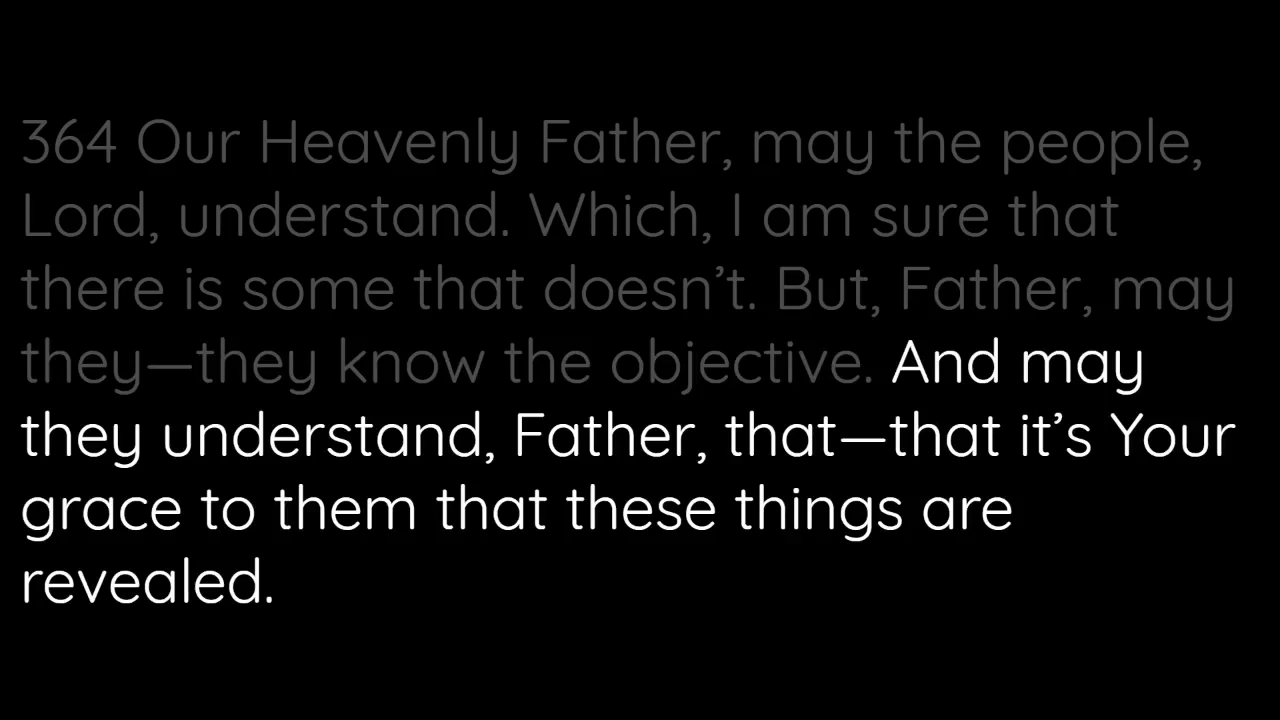 364 Our Heavenly Father, may the people,
Lord, understand. Which, I am sure that
there is some that doesn’t. But, Father, may
they—they know the objective. And may
they understand, Father, that—that it’s Your
grace to them that these things are
revealed.